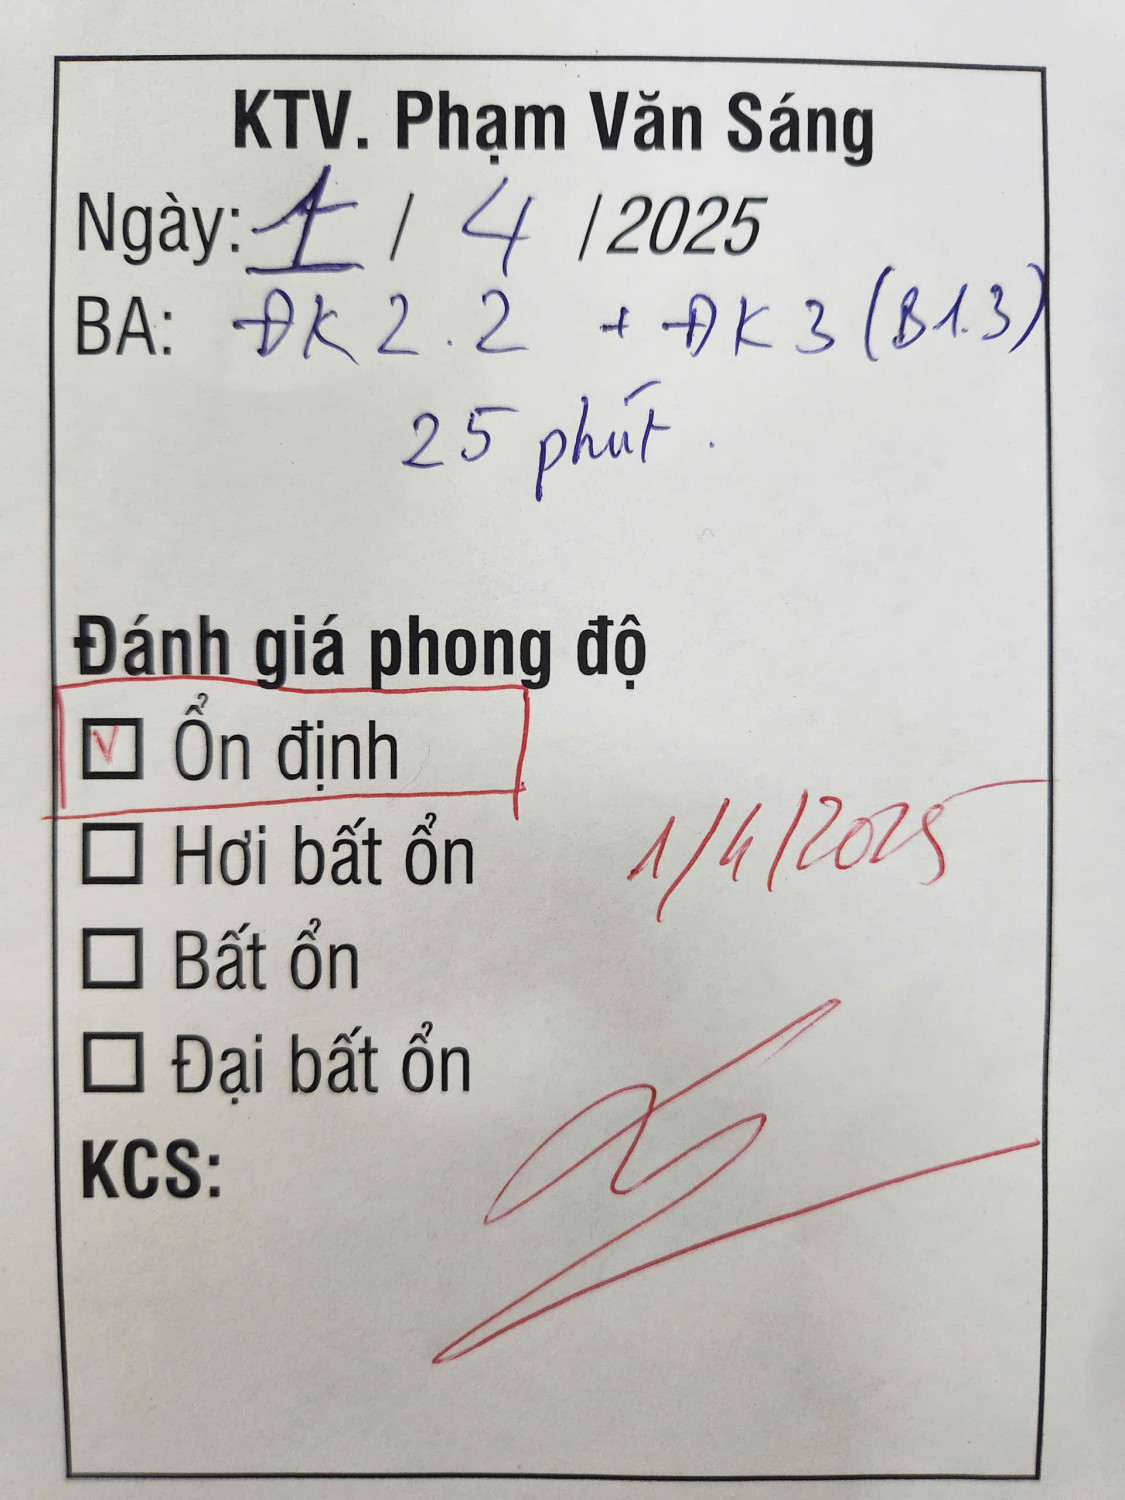 KTV. Phạm Văn Sáng
Ngày: 1 / 4 / 2025
BA: ĐK 2.2 + ĐK 3 (B1.3)
25 phút.
Đánh giá phong độ
V Ổn định
Hơi bất ổn
1/4/2025
Bất ổn
Đại bất ổn
KCS: